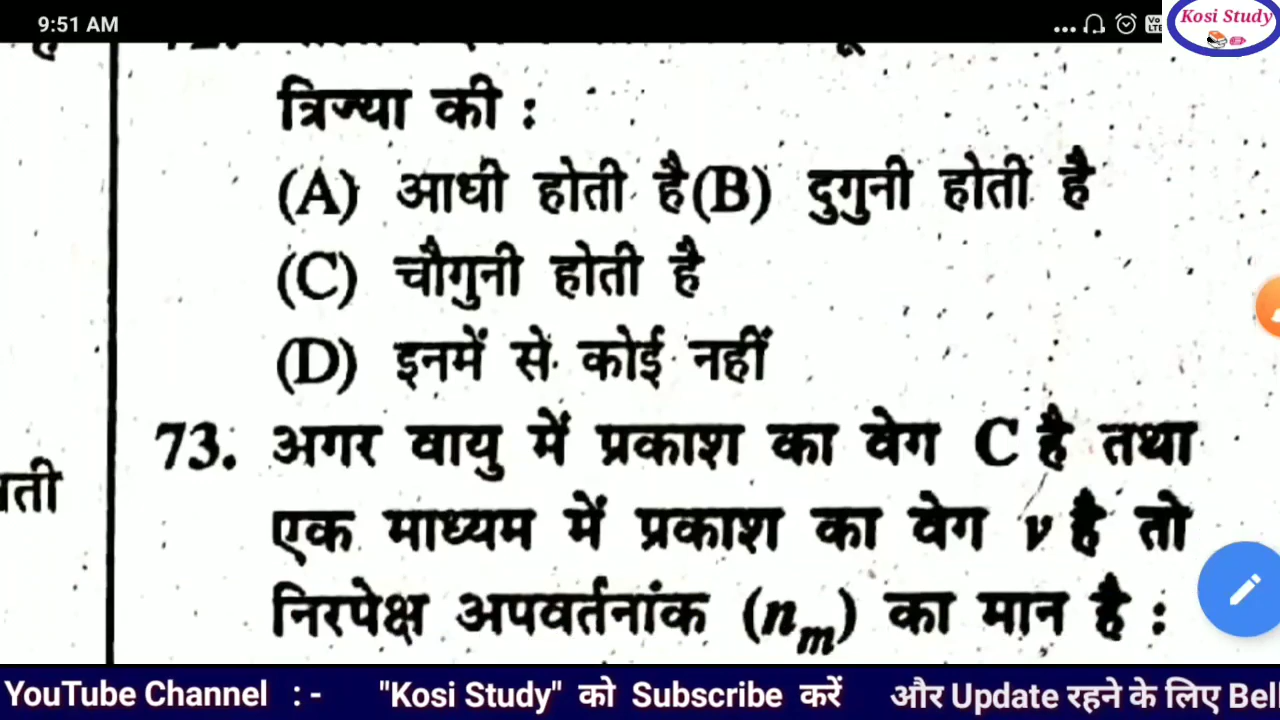 9:51 AM
Kosi Study
त्रिज्या की :
(A) आधी होती है(B) दुगुनी होती है
(C) चौगुनी होती है
(D) इनमें से कोई नहीं
73. अगर वायु में प्रकाश का वेग C है तथा
एक माध्यम में प्रकाश का वेग v है तो
निरपेक्ष अपवर्तनांक (nₘ) का मान है :
YouTube Channel : - "Kosi Study" को Subscribe करें और Update रहने के लिए Bell